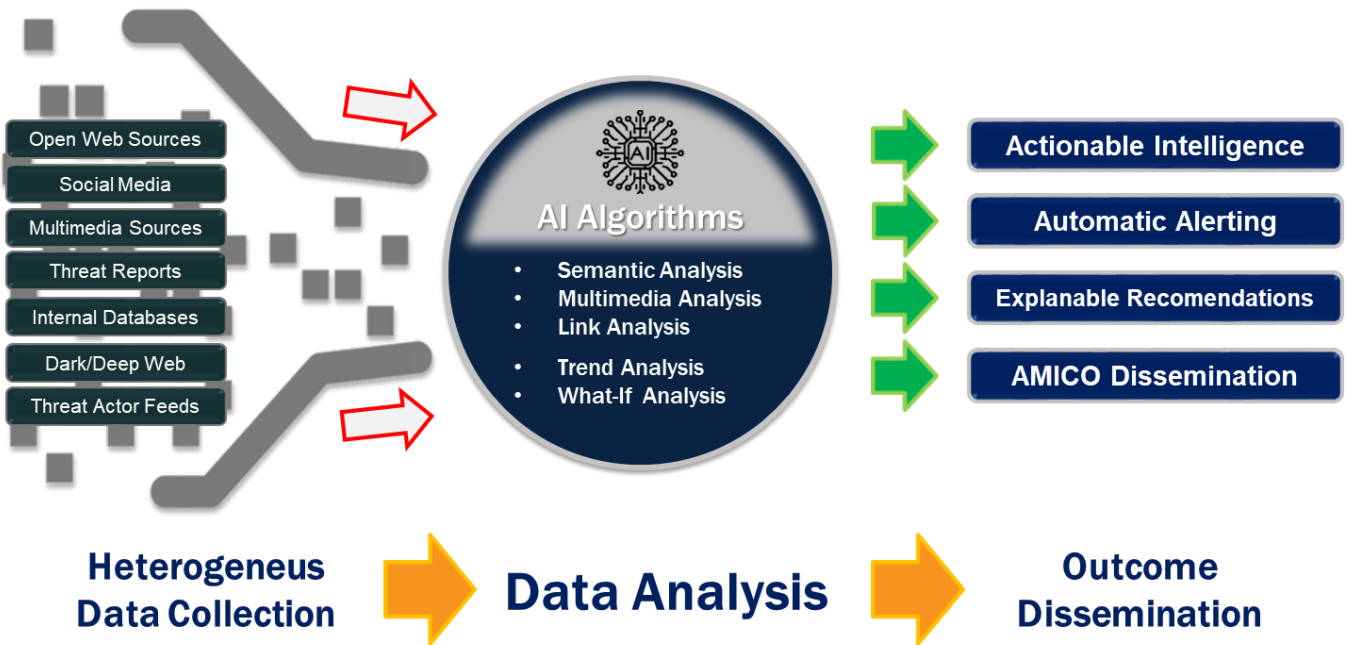 Open Web Sources
Social Media
Multimedia Sources
Threat Reports
Internal Databases
Dark/Deep Web
Threat Actor Feeds
AI
AI Algorithms
• Semantic Analysis
• Multimedia Analysis
• Link Analysis
• Trend Analysis
• What-If Analysis
Actionable Intelligence
Automatic Alerting
Explanable Recomendations
AMICO Dissemination
Heterogeneus
Data Collection
Data Analysis
Outcome
Dissemination